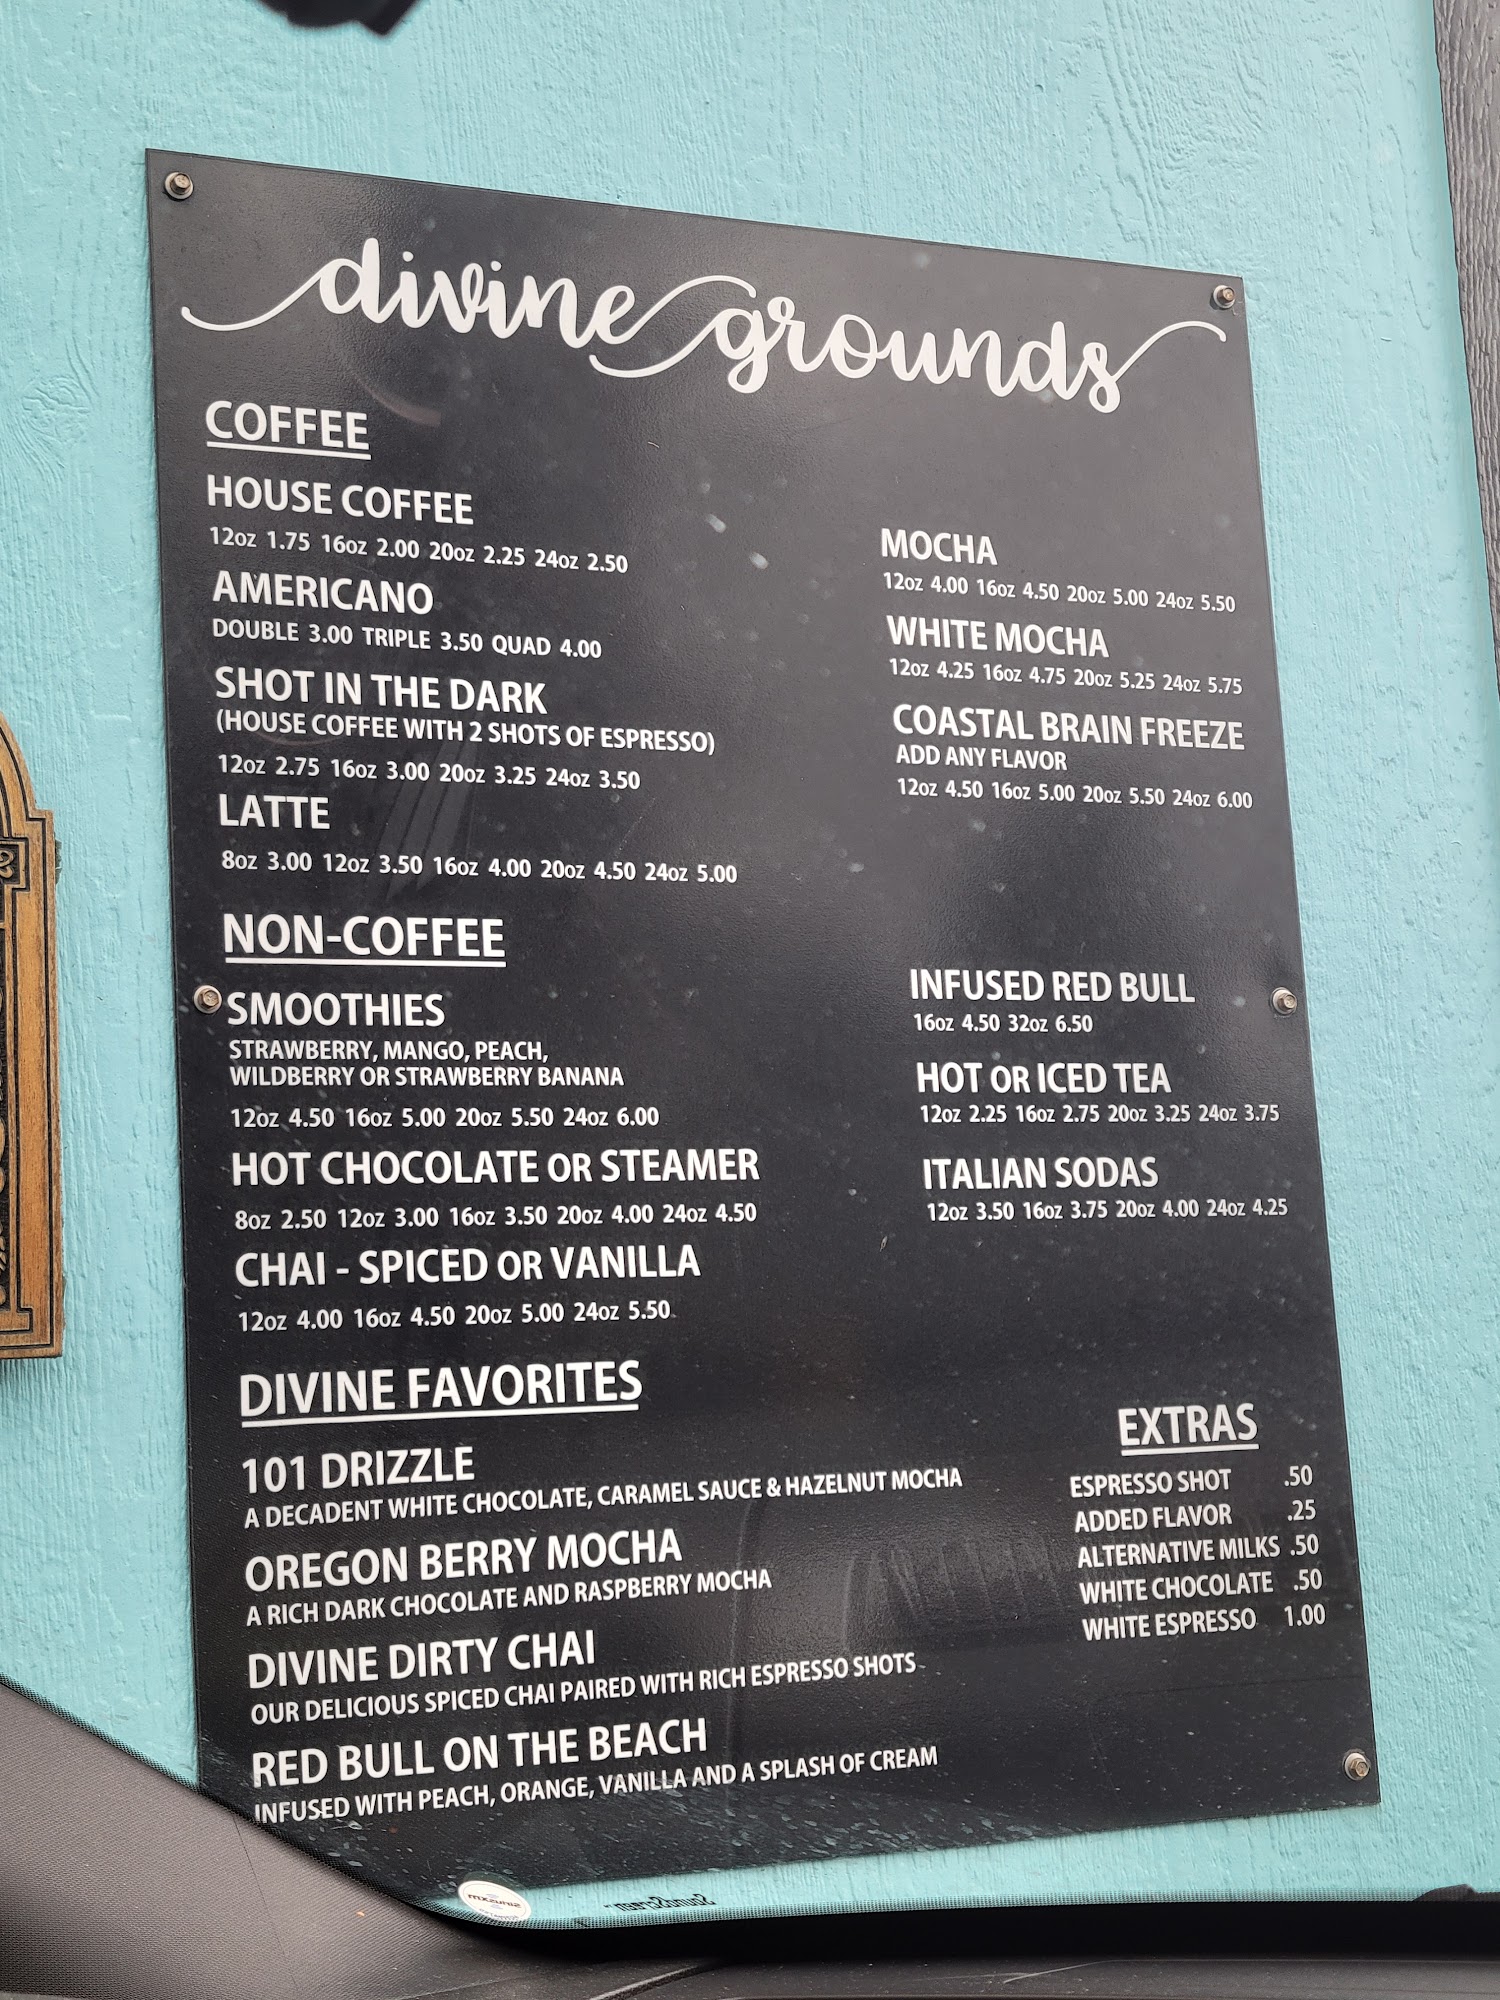 divine grounds
COFFEE
HOUSE COFFEE
12oz 1.75 16oz 2.00 20oz 2.25 24oz 2.50
AMERICANO
DOUBLE 3.00 TRIPLE 3.50 QUAD 4.00
SHOT IN THE DARK
(HOUSE COFFEE WITH 2 SHOTS OF ESPRESSO)
12oz 2.75 16oz 3.00 20oz 3.25 24oz 3.50
LATTE
8oz 3.00 12oz 3.50 16oz 4.00 20oz 4.50 24oz 5.00
MOCHA
12oz 4.00 16oz 4.50 20oz 5.00 24oz 5.50
WHITE MOCHA
12oz 4.25 16oz 4.75 20oz 5.25 24oz 5.75
COASTAL BRAIN FREEZE
ADD ANY FLAVOR
12oz 4.50 16oz 5.00 20oz 5.50 24oz 6.00
NON-COFFEE
SMOOTHIES
STRAWBERRY, MANGO, PEACH,
WILDBERRY OR STRAWBERRY BANANA
12oz 4.50 16oz 5.00 20oz 5.50 24oz 6.00
HOT CHOCOLATE OR STEAMER
8oz 2.50 12oz 3.00 16oz 3.50 20oz 4.00 24oz 4.50
CHAI - SPICED OR VANILLA
12oz 4.00 16oz 4.50 20oz 5.00 24oz 5.50
INFUSED RED BULL
16oz 4.50 32oz 6.50
HOT OR ICED TEA
12oz 2.25 16oz 2.75 20oz 3.25 24oz 3.75
ITALIAN SODAS
12oz 3.50 16oz 3.75 20oz 4.00 24oz 4.25
DIVINE FAVORITES
101 DRIZZLE
A DECADENT WHITE CHOCOLATE, CARAMEL SAUCE & HAZELNUT MOCHA
OREGON BERRY MOCHA
A RICH DARK CHOCOLATE AND RASPBERRY MOCHA
DIVINE DIRTY CHAI
OUR DELICIOUS SPICED CHAI PAIRED WITH RICH ESPRESSO SHOTS
RED BULL ON THE BEACH
INFUSED WITH PEACH, ORANGE, VANILLA AND A SPLASH OF CREAM
EXTRAS
ESPRESSO SHOT .50
ADDED FLAVOR .25
ALTERNATIVE MILKS .50
WHITE CHOCOLATE .50
WHITE ESPRESSO 1.00